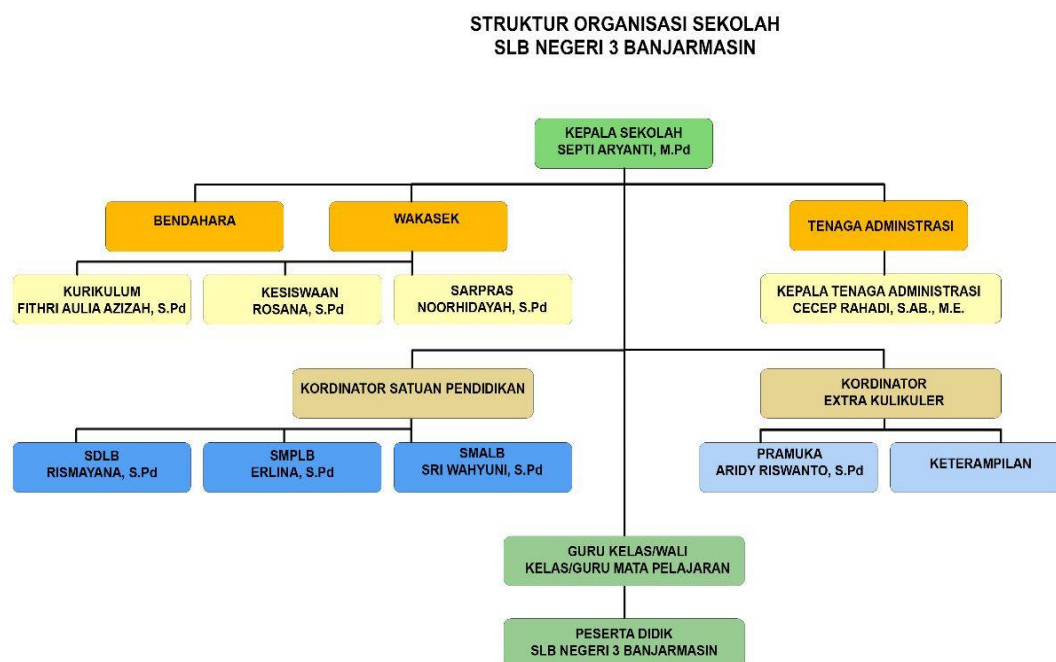 STRUKTUR ORGANISASI SEKOLAH
SLB NEGERI 3 BANJARMASIN
KEPALA SEKOLAH
SEPTI ARYANTI, M.Pd
BENDAHARA
WAKASEK
TENAGA ADMINSTRASI
KURIKULUM
FITHRI AULIA AZIZAH, S.Pd
KESISWAAN
ROSANA, S.Pd
SARPRAS
NOORHIDAYAH, S.Pd
KEPALA TENAGA ADMINISTRASI
CECEP RAHADI, S.AB., M.E.
KORDINATOR SATUAN PENDIDIKAN
KORDINATOR
EXTRA KULIKULER
SDLB
RISMAYANA, S.Pd
SMPLB
ERLINA, S.Pd
SMALB
SRI WAHYUNI, S.Pd
PRAMUKA
ARIDY RISWANTO, S.Pd
KETERAMPILAN
GURU KELAS/WALI
KELAS/GURU MATA PELAJARAN
PESERTA DIDIK
SLB NEGERI 3 BANJARMASIN